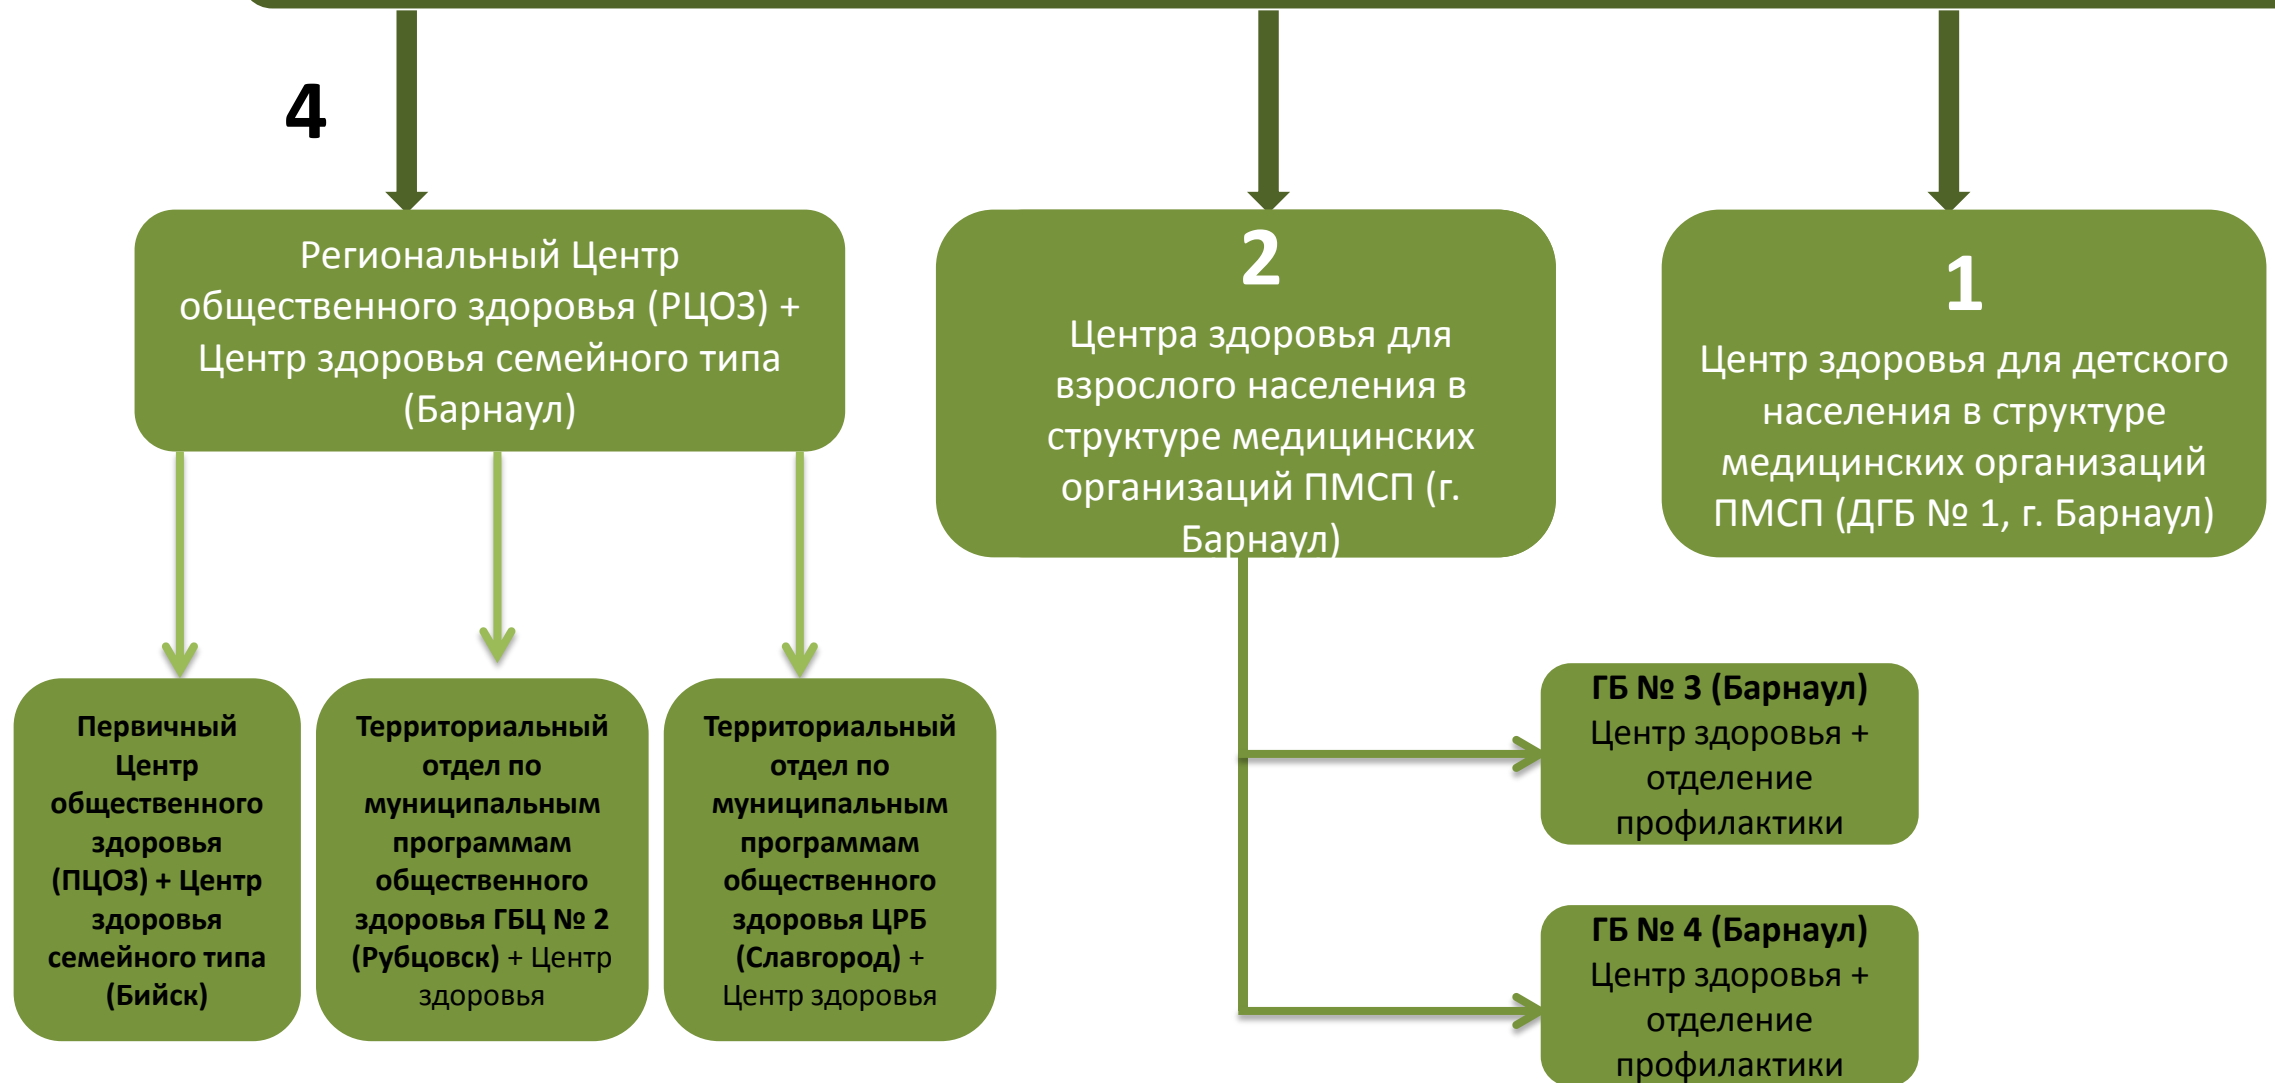 4
Региональный Центр
общественного здоровья (РЦОЗ) +
Центр здоровья семейного типа
(Барнаул)
2
Центра здоровья для
взрослого населения в
структуре медицинских
организаций ПМСП (г.
Барнаул)
1
Центр здоровья для детского
населения в структуре
медицинских организаций
ПМСП (ДГБ № 1, г. Барнаул)
Первичный
Центр
общественного
здоровья
(ПЦОЗ) + Центр
здоровья
семейного типа
(Бийск)
Территориальный
отдел по
муниципальным
программам
общественного
здоровья ГБЦ № 2
(Рубцовск) + Центр
здоровья
Территориальный
отдел по
муниципальным
программам
общественного
здоровья ЦРБ
(Славгород) +
Центр здоровья
ГБ № 3 (Барнаул)
Центр здоровья +
отделение
профилактики
ГБ № 4 (Барнаул)
Центр здоровья +
отделение
профилактики